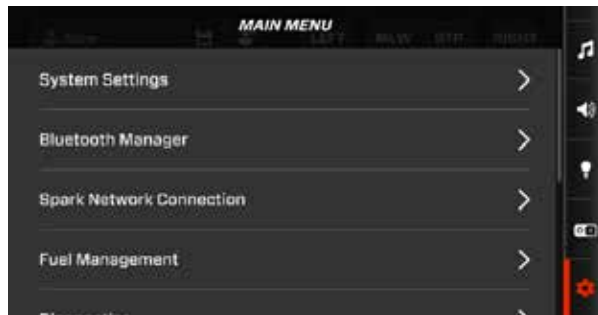 MAIN MENU
System Settings
Bluetooth Manager
Spark Network Connection
Fuel Management